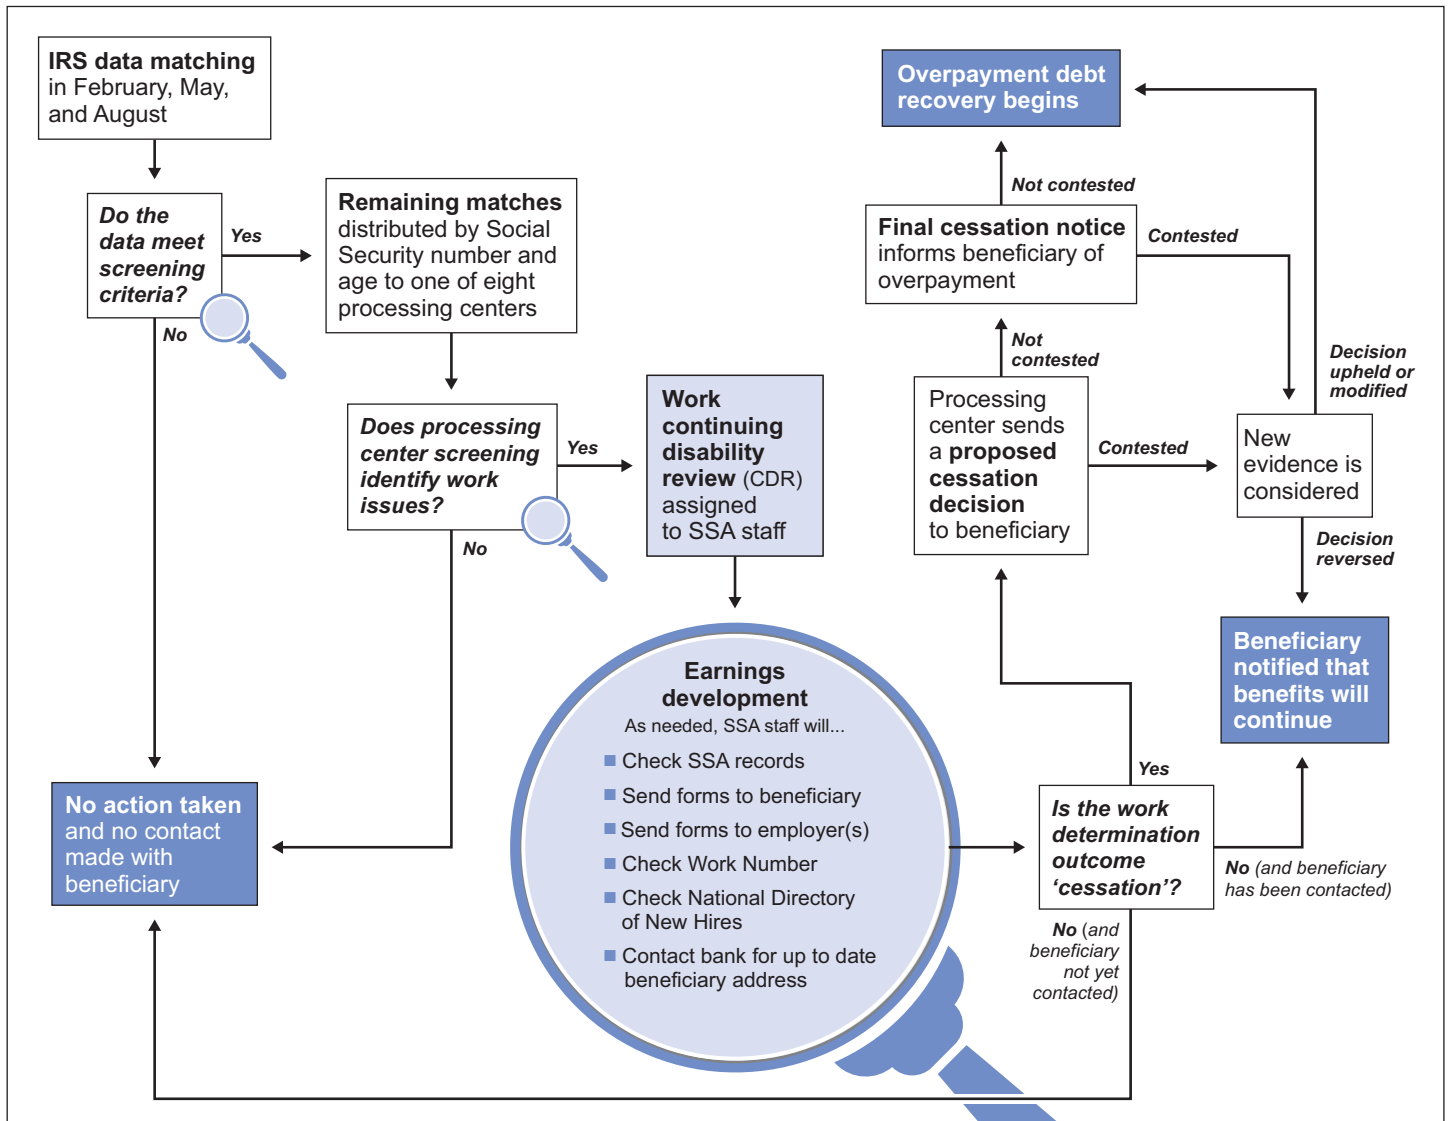 IRS data matching
in February, May,
and August
Do the
data meet
screening
criteria?
Yes
No
Remaining matches
distributed by Social
Security number and
age to one of eight
processing centers
Does processing
center screening
identify work
issues?
Yes
No
Work
continuing
disability
review (CDR)
assigned
to SSA staff
No action taken
and no contact
made with
beneficiary
Earnings
development
As needed, SSA staff will...
Check SSA records
Send forms to beneficiary
Send forms to employer(s)
Check Work Number
Check National Directory
of New Hires
Contact bank for up to date
beneficiary address
Is the work
determination
outcome
‘cessation’?
Yes
No (and beneficiary
has been contacted)
No (and
beneficiary
not yet
contacted)
Processing
center sends
a proposed
cessation
decision
to beneficiary
Contested
Not
contested
Final cessation notice
informs beneficiary of
overpayment
Contested
Not contested
Overpayment debt
recovery begins
New
evidence is
considered
Decision
upheld or
modified
Decision
reversed
Beneficiary
notified that
benefits will
continue